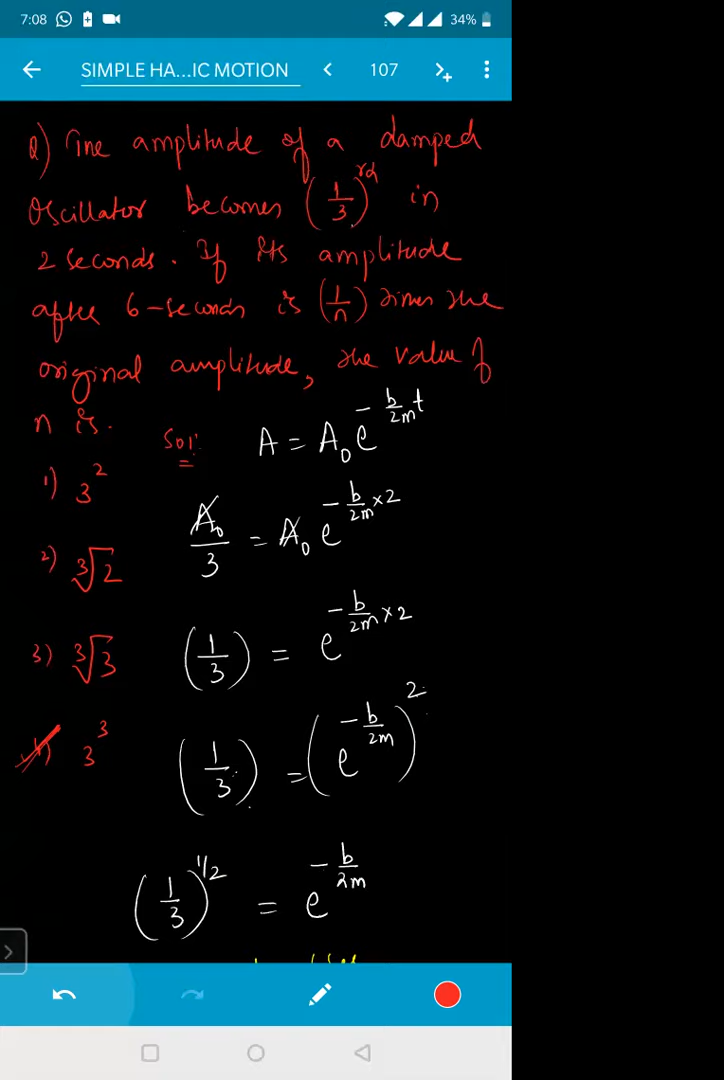 7:08 34%
SIMPLE HA...IC MOTION 107
Q) The amplitude of a damped
Oscillator becomes (1/3)^rd in
2 seconds. If its amplitude
after 6-seconds is (1/n) times the
original amplitude, the value of
n is.
Sol: A = A₀e^(-b/2m t)
1) 3²
A₀/3 = A₀ e^(-b/2m × 2)
2) ³√2
3) ³√3
(1/3) = e^(-b/2m × 2)
4) 3³
(1/3) = (e^(-b/2m))²
(1/3)^1/2 = e^(-b/2m)